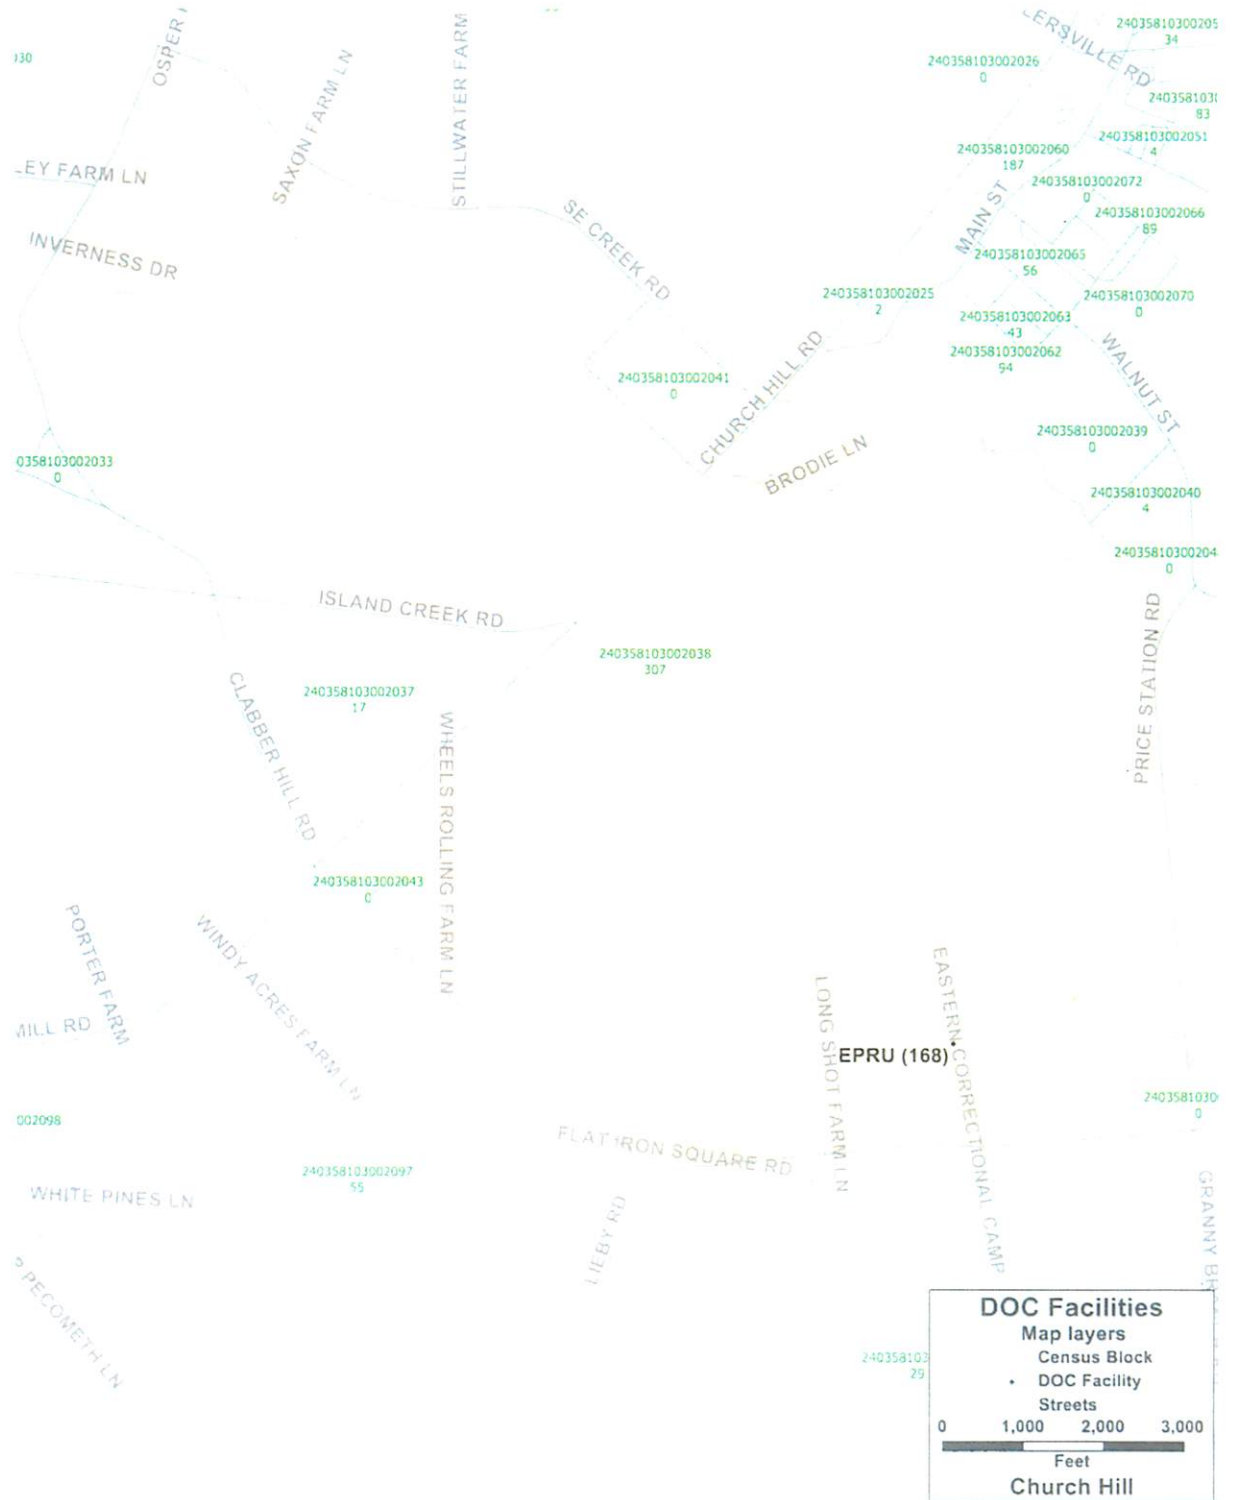 OSPER
SAXON FARM LN
STILLWATER FARM
ERSVILLE RD
34
240358103002026
0
83
240358103002051
4
240358103002060
187
240358103002072
0
240358103002066
89
MAIN ST
240358103002065
56
EY FARM LN
INVERNESS DR
SE CREEK RD
240358103002025
2
240358103002070
0
240358103002063
43
240358103002062
94
WALNUT ST
240358103002041
0
CHURCH HILL RD
BRODIE LN
240358103002039
0
0358103002033
0
240358103002040
4
24035810300204
0
ISLAND CREEK RD
PRICE STATION RD
240358103002038
307
CLABBER HILL RD
240358103002037
17
WHEELS ROLLING FARM LN
240358103002043
0
PORTER FARM
WINDY ACRES FARM LN
MILL RD
LONG SHOT FARM LN
EASTERN CORRECTIONAL CAMP
EPRU (168)
24035810300
0
002098
FLAT IRON SQUARE RD
240358103002097
55
WHITE PINES LN
LIEBY RD
GRANNY
PECOMETH LN
240358103
29
DOC Facilities
Map layers
Census Block
DOC Facility
Streets
0 1,000 2,000 3,000
Feet
Church Hill